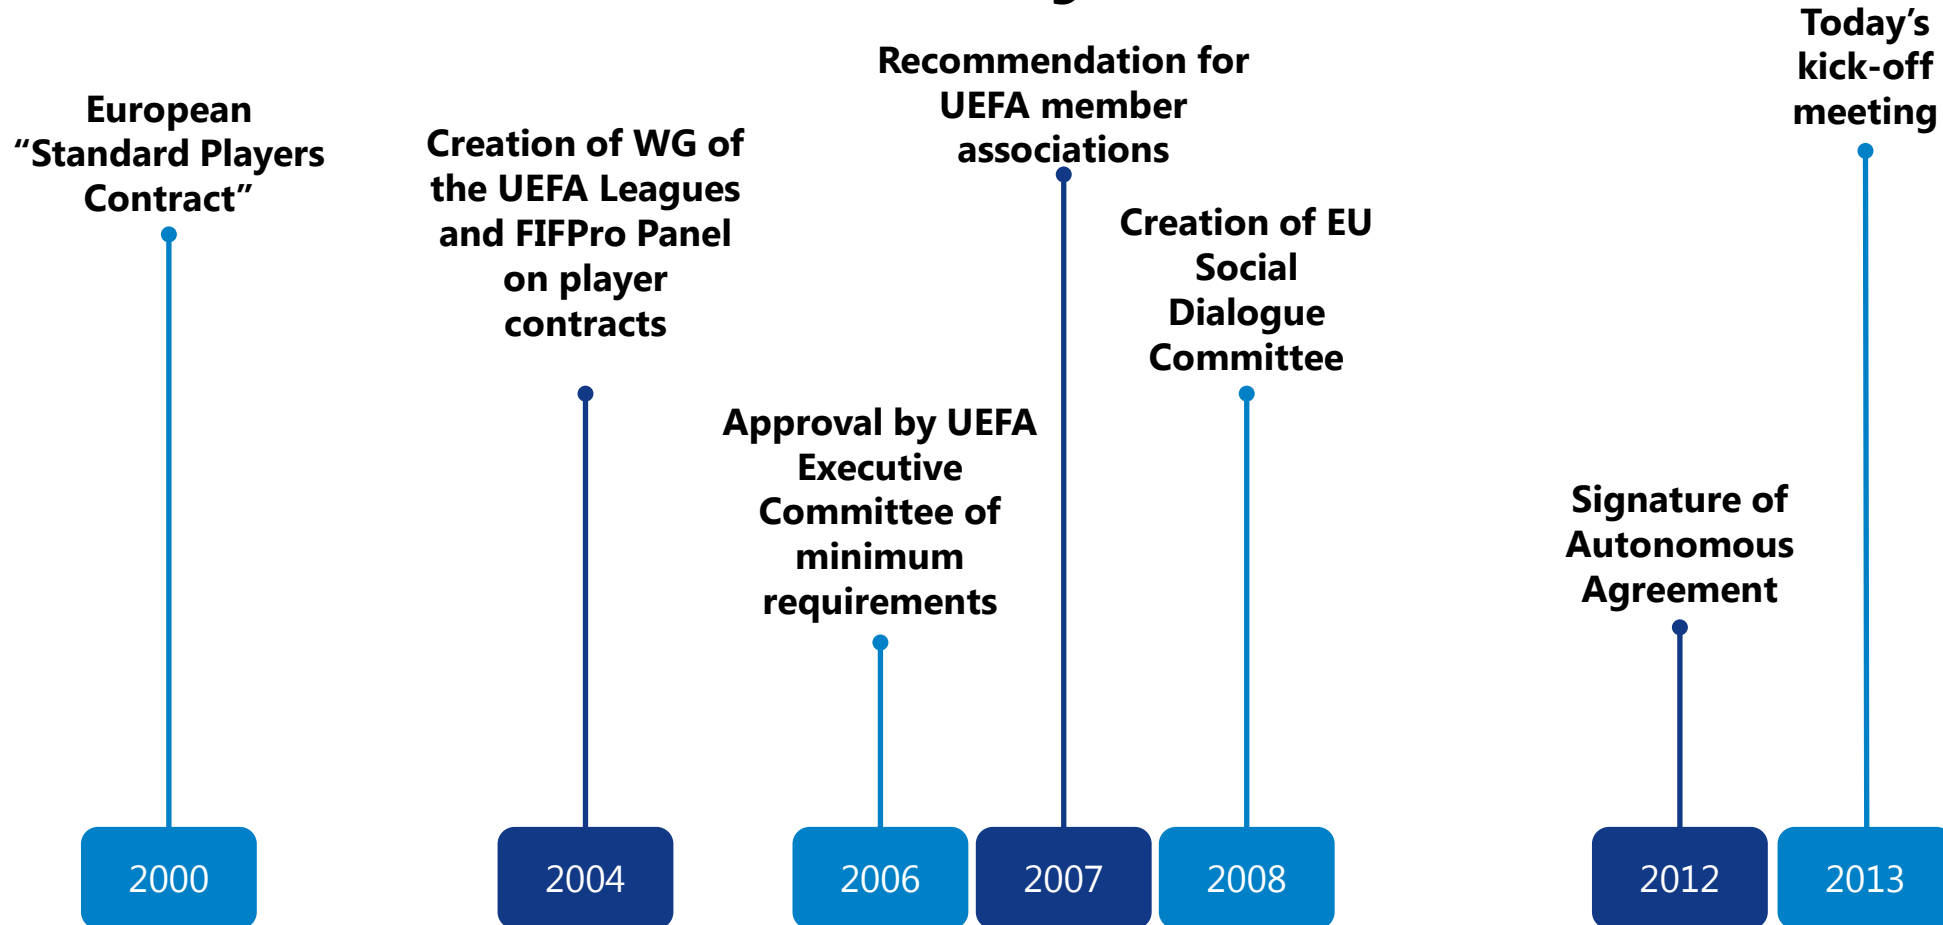 European
“Standard Players
Contract”
Creation of WG of
the UEFA Leagues
and FIFPro Panel
on player
contracts
Approval by UEFA
Executive
Committee of
minimum
requirements
Recommendation for
UEFA member
associations
Creation of EU
Social
Dialogue
Committee
Signature of
Autonomous
Agreement
Today’s
kick-off
meeting
2000
2004
2006
2007
2008
2012
2013